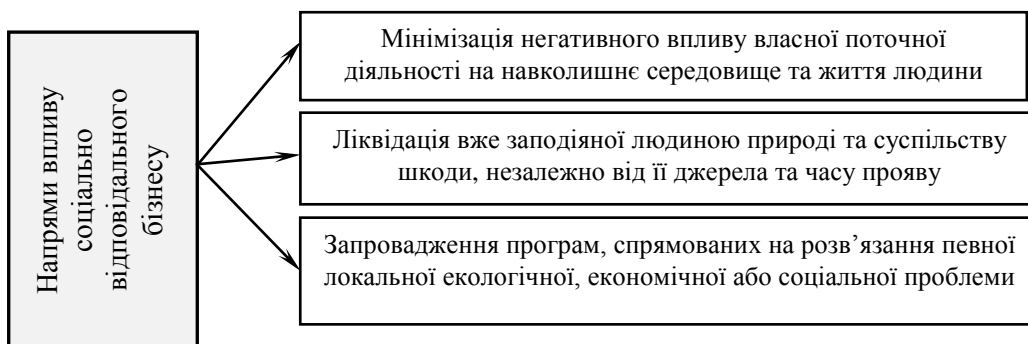 Напрями впливу
соціально
відповідального
бізнесу
Мінімізація негативного впливу власної поточної
діяльності на навколишнє середовище та життя людини
Ліквідація вже заподіяної людиною природі та суспільству
шкоди, незалежно від її джерела та часу прояву
Запровадження програм, спрямованих на розв’язання певної
локальної екологічної, економічної або соціальної проблеми